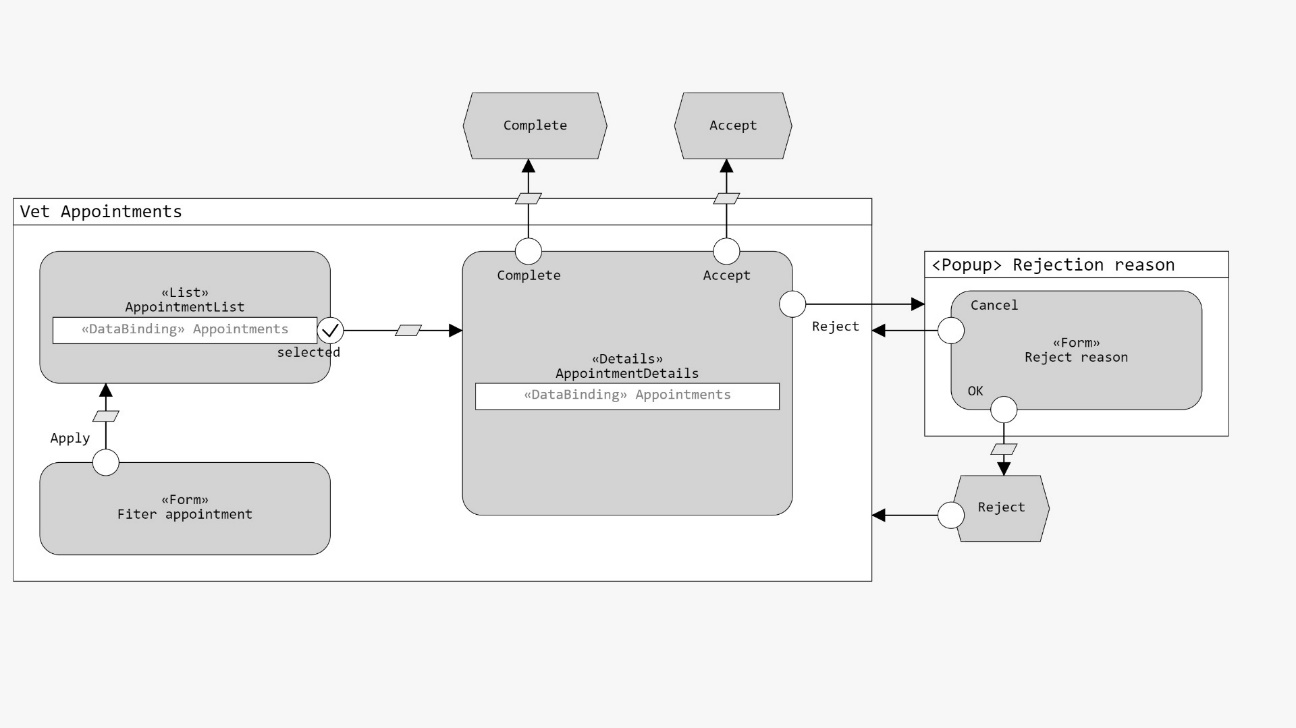 Complete
Accept
Vet Appointments
«List»
AppointmentList
«DataBinding» Appointments
selected
Apply
«Form»
Fiter appointment
Complete
Accept
Reject
«Details»
AppointmentDetails
«DataBinding» Appointments
<Popup> Rejection reason
Cancel
«Form»
Reject reason
OK
Reject